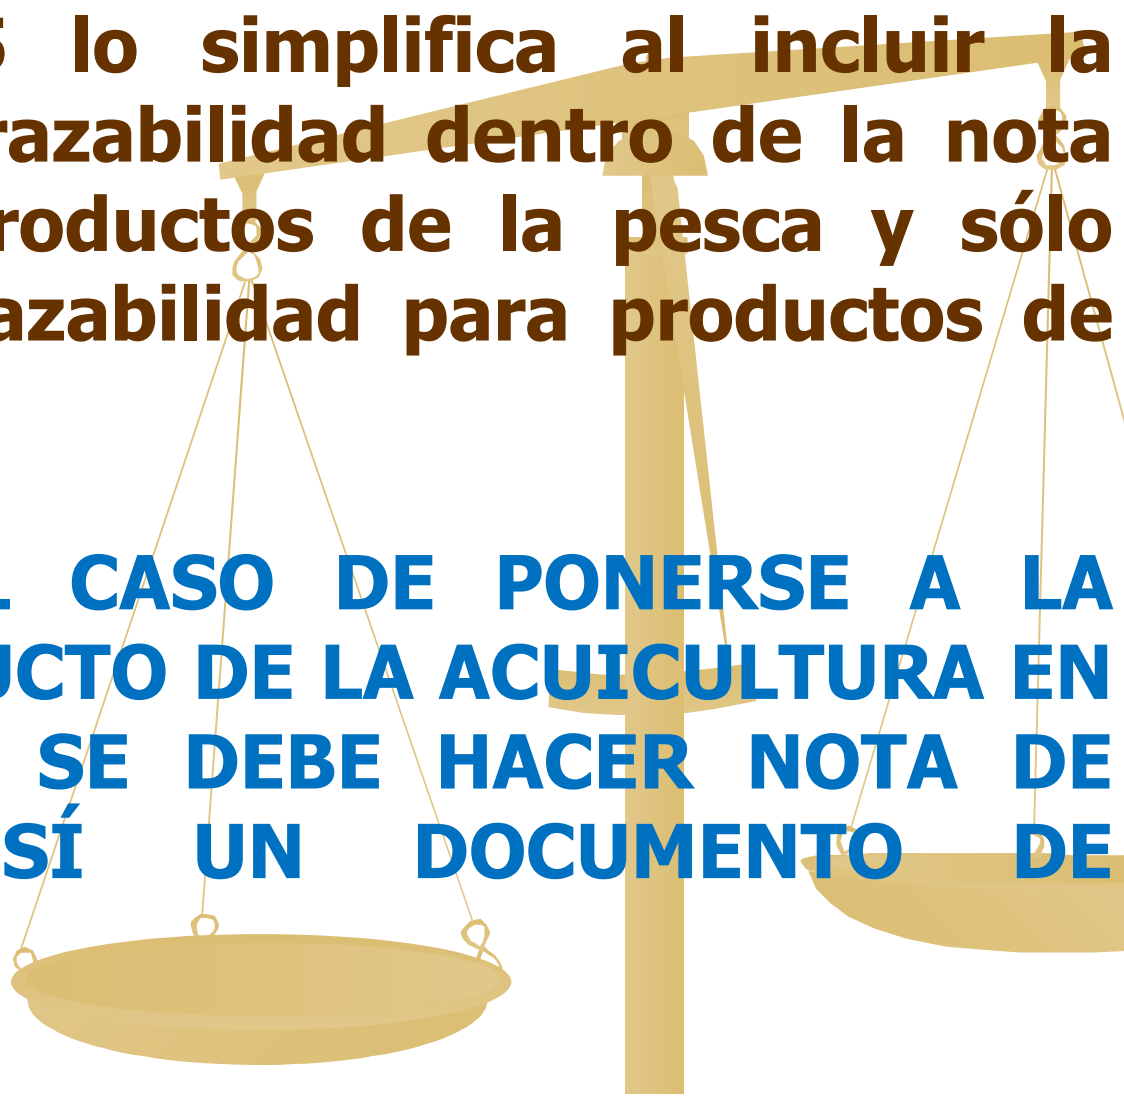 lo simplifica al incluir la
razabilidad dentro de la nota
roductos de la pesca y sólo
azabilidad para productos de
CASO DE PONERSE A LA
UCTO DE LA ACUICULTURA EN
SE DEBE HACER NOTA DE
SÍ UN DOCUMENTO DE